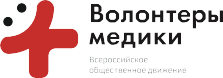 Волонтеры
медики
Всероссийское
общественное движение